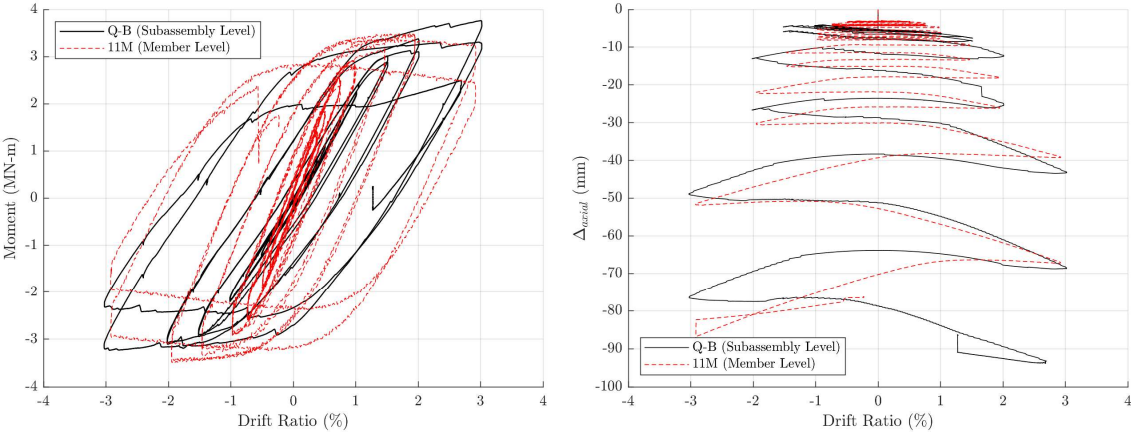 4
3
2
1
0
-1
-2
-3
-4
Moment (MN-m)
Q-B (Subassembly Level)
11M (Member Level)
-4 -3 -2 -1 0 1 2 3 4
Drift Ratio (%)
0
-10
-20
-30
-40
-50
-60
-70
-80
-90
-100
Δaxial (mm)
Q-B (Subassembly Level)
11M (Member Level)
-4 -3 -2 -1 0 1 2 3 4
Drift Ratio (%)